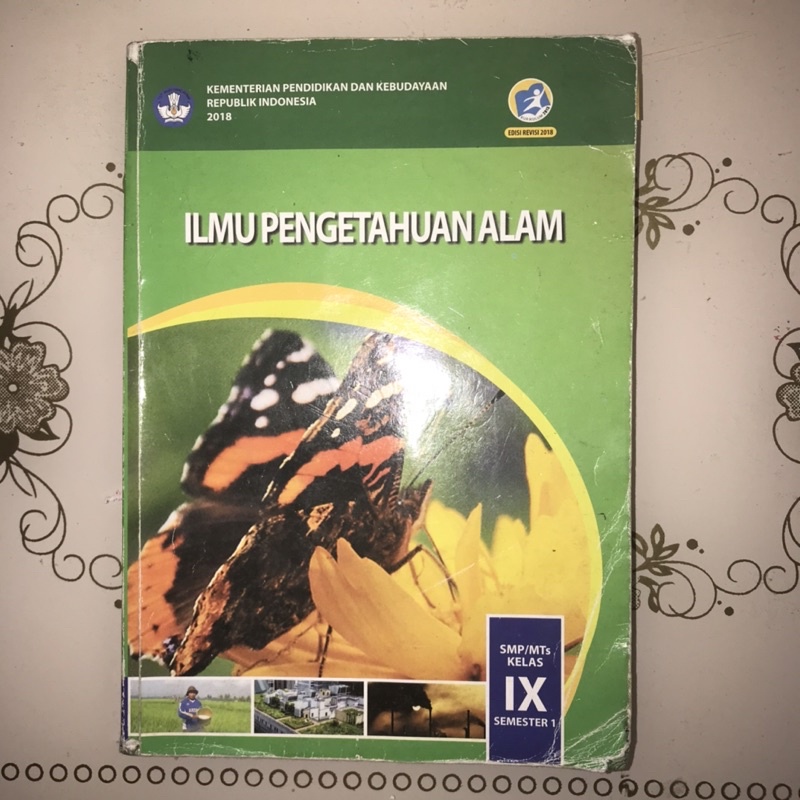 KEMENTERIAN PENDIDIKAN DAN KEBUDAYAAN
REPUBLIK INDONESIA
2018
EDISI REVISI 2018
ILMU PENGETAHUAN ALAM
SMP/MTs
KELAS
IX
SEMESTER 1